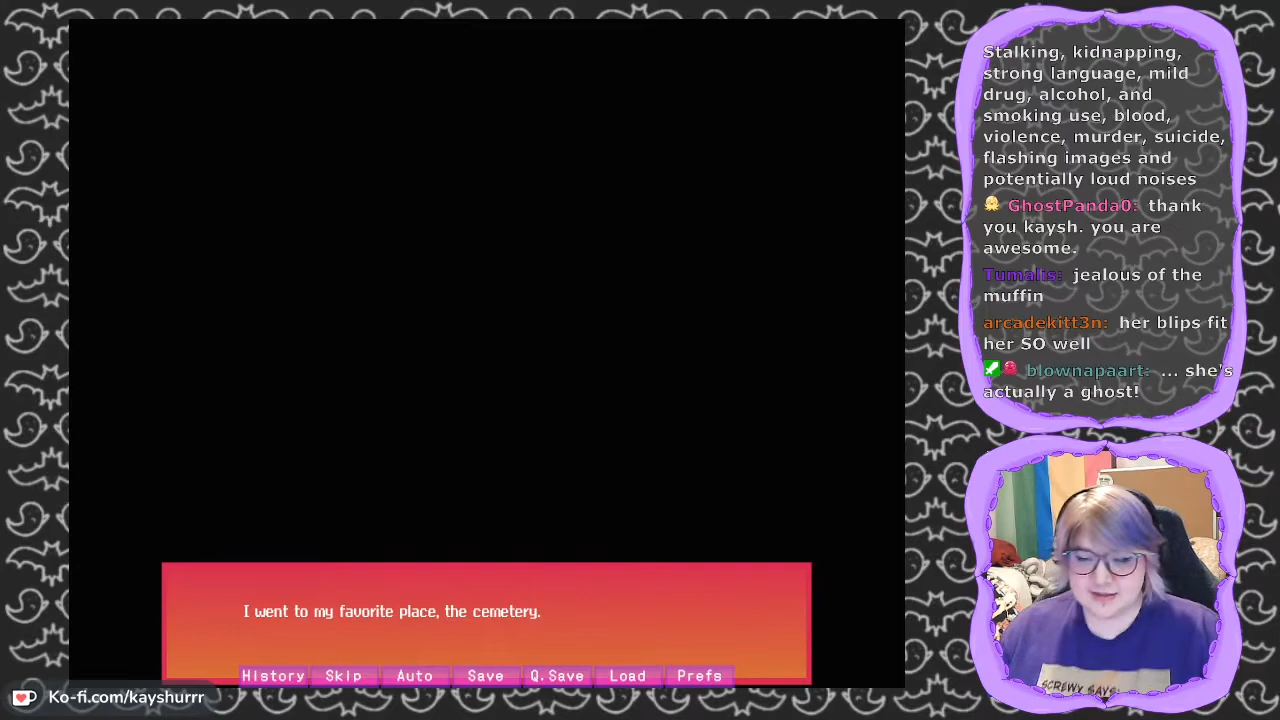 Stalking, kidnapping,
strong language, mild
drug, alcohol, and
smoking use, blood,
violence, murder, suicide,
flashing images and
potentially loud noises
GhostPanda0: thank
you kaysh. you are
awesome.
Tumalis: jealous of the
muffin
arcadekitt3n: her blips fit
her SO well
blownapaart: ... she's
actually a ghost!
I went to my favorite place, the cemetery.
History Skip Auto Save Q.Save Load Prefs
SCREWX SAYS:
Ko-fi.com/kayshurrr